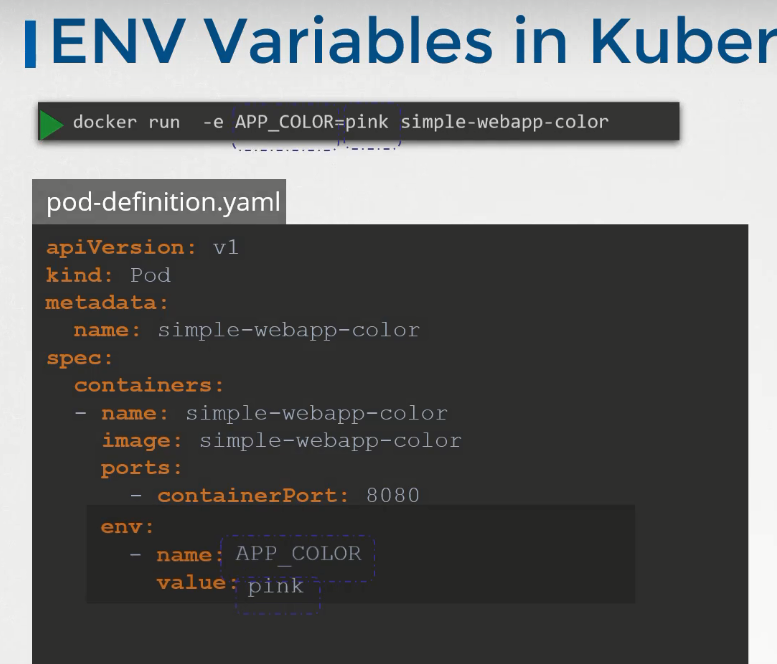 ENV Variables in Kuber
docker run -e APP_COLOR=pink simple-webapp-color
pod-definition.yaml
apiVersion: v1
kind: Pod
metadata:
  name: simple-webapp-color
spec:
  containers:
  - name: simple-webapp-color
    image: simple-webapp-color
    ports:
      - containerPort: 8080
    env:
      - name: APP_COLOR
        value: pink